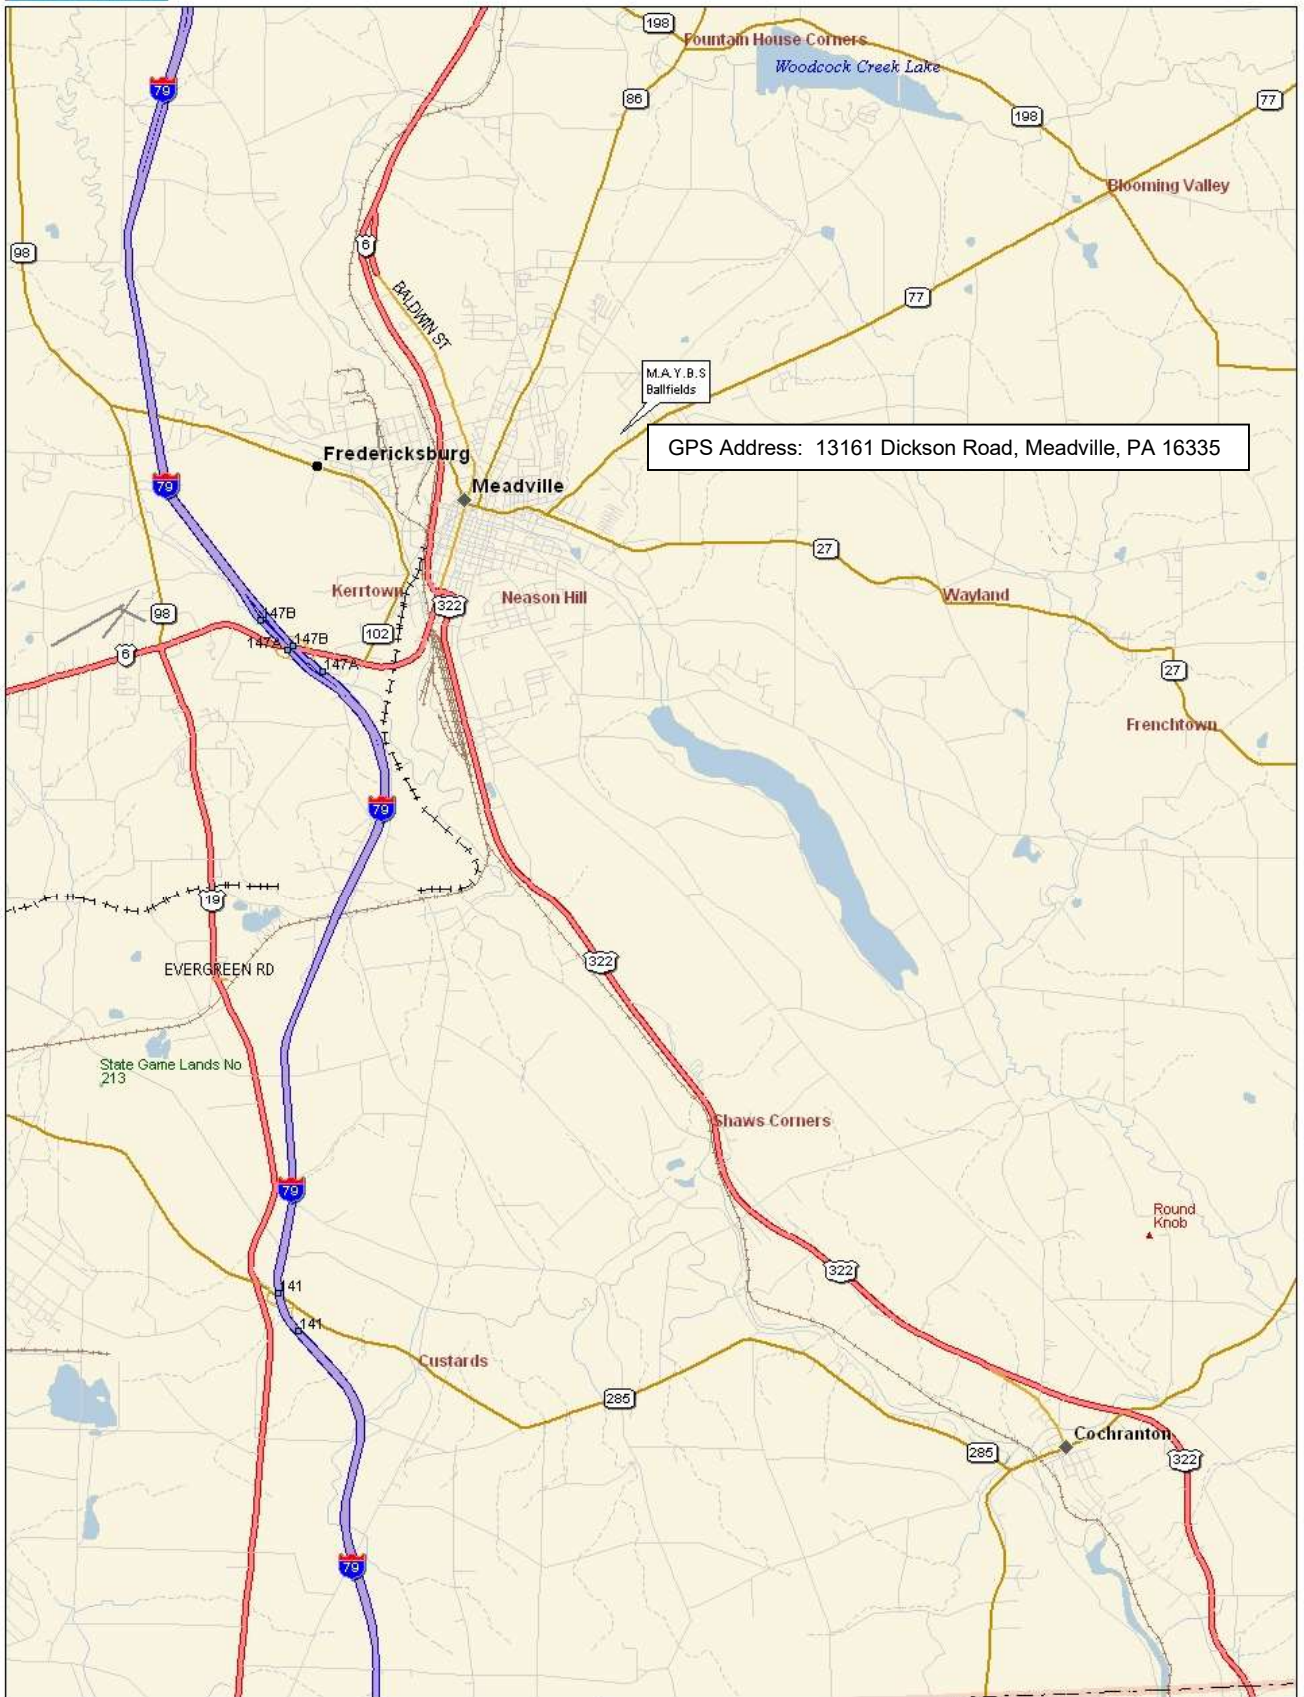 198
Fountain House Corners
Woodcock Creek Lake
79
86
77
198
Blooming Valley
6
98
77
BALDWIN ST
M.A.Y.B.S
Ballfields
GPS Address: 13161 Dickson Road, Meadville, PA 16335
Fredericksburg
79
Meadville
27
Kerrtown
Neason Hill
Wayland
322
98
147B
102
147A
147B
6
147A
27
Frenchtown
79
19
322
EVERGREEN RD
State Game Lands No
213
Shaws Corners
79
Round
Knob
322
141
141
Custards
285
Cochranton
285
322
79